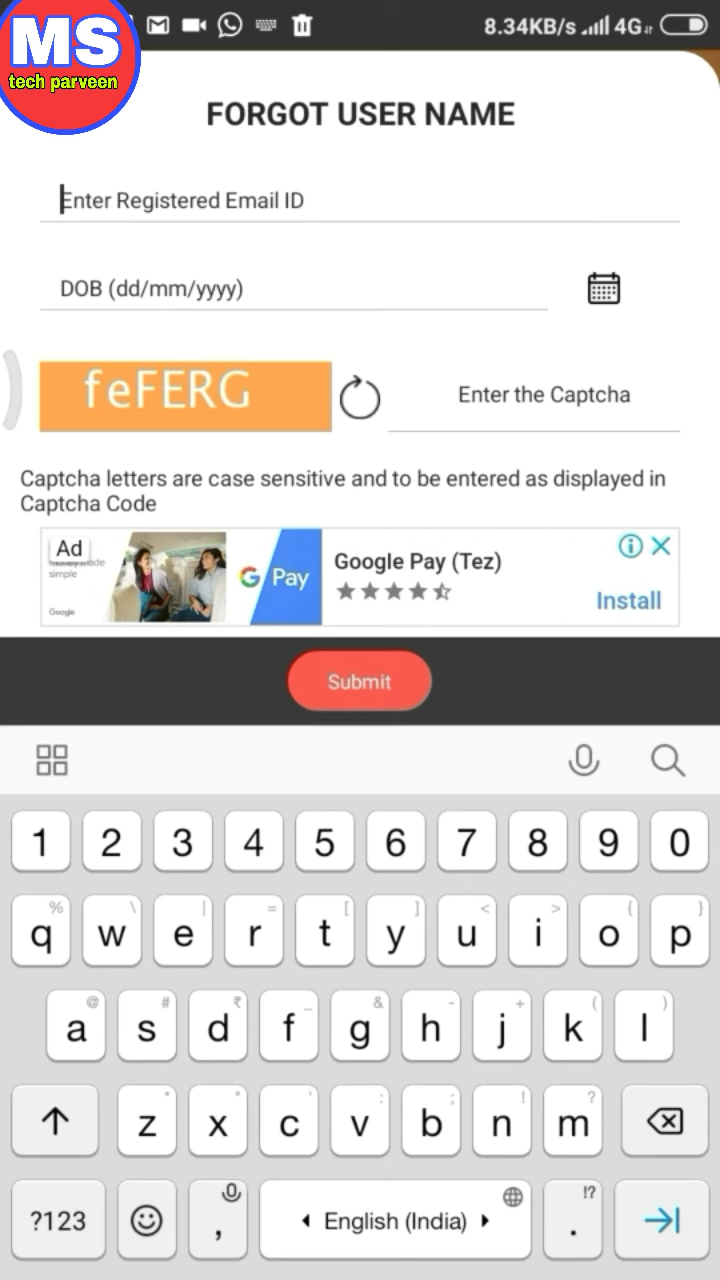 MS
tech parveen
8.34KB/s 4G
FORGOT USER NAME
Enter Registered Email ID
DOB (dd/mm/yyyy)
feFERG
Enter the Captcha
Captcha letters are case sensitive and to be entered as displayed in
Captcha Code
Ad
simple
Google
G Pay
Google Pay (Tez)
Install
Submit
1 2 3 4 5 6 7 8 9 0
% \ | = [ ] < > { }
q w e r t y u i o p
@ # ₹ _ & - + ( )
a s d f g h j k l
* " ' : ; ! ?
z x c v b n m
?123 , English (India) . !?